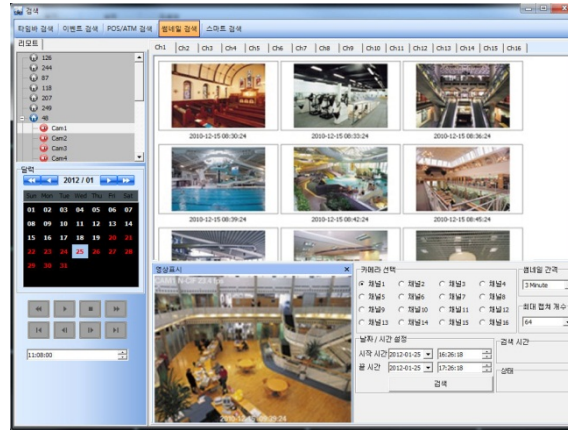 검색
타임바 검색 이벤트 검색 POS/ATM 검색 썸네일 검색 스마트 검색
리모트
126
244
87
118
207
249
48
Cam1
Cam2
Cam3
Cam4
Ch1 Ch2 Ch3 Ch4 Ch5 Ch6 Ch7 Ch8 Ch9 Ch10 Ch11 Ch12 Ch13 Ch14 Ch15 Ch16
2010-12-15 08:30:24 2010-12-15 08:33:24 2010-12-15 08:36:24
2010-12-15 08:39:24 2010-12-15 08:42:24 2010-12-15 08:45:24
달력
2012 / 01
Sun Mon Tue Wed Thu Fri Sat
01 02 03 04 05 06 07
08 09 10 11 12 13 14
15 16 17 18 19 20 21
22 23 24 25 26 27 28
29 30 31
11:08:00
영상표시
카메라 선택
채널1 채널2 채널3 채널4
채널5 채널6 채널7 채널8
채널9 채널10 채널11 채널12
채널13 채널14 채널15 채널16
썸네일 간격
3 Minute
최대 캡쳐 개수
64
날짜 / 시간 설정
시작 시간 2012-01-25 16:26:18
끝 시간 2012-01-25 17:26:18
검색
검색 시간
상태